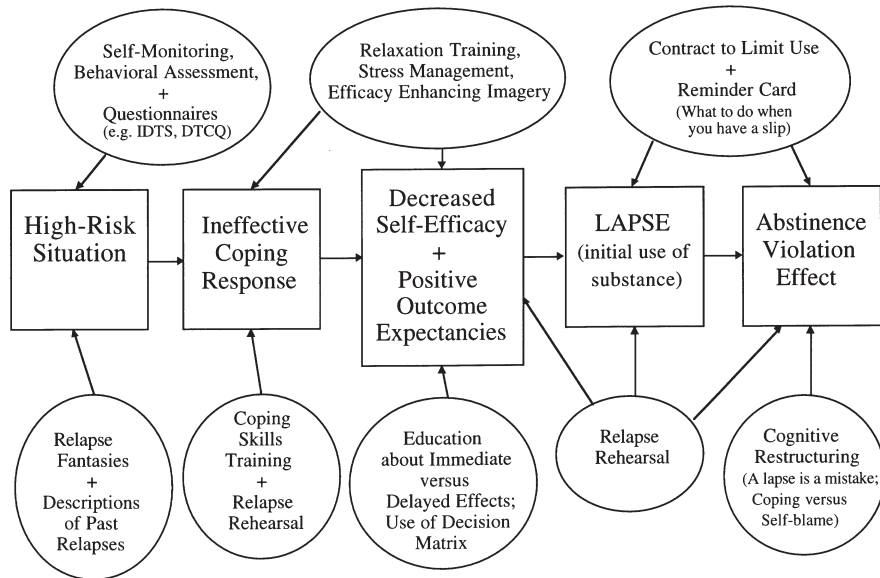 Self-Monitoring,
Behavioral Assessment,
+
Questionnaires
(e.g. IDTS, DTCQ)
Relaxation Training,
Stress Management,
Efficacy Enhancing Imagery
Contract to Limit Use
+
Reminder Card
(What to do when
you have a slip)
High-Risk
Situation
Ineffective
Coping
Response
Decreased
Self-Efficacy
+
Positive
Outcome
Expectancies
LAPSE
(initial use of
substance)
Abstinence
Violation
Effect
Relapse
Fantasies
+
Descriptions
of Past
Relapses
Coping
Skills
Training
+
Relapse
Rehearsal
Education
about Immediate
versus
Delayed Effects;
Use of Decision
Matrix
Relapse
Rehearsal
Cognitive
Restructuring
(A lapse is a mistake;
Coping versus
Self-blame)